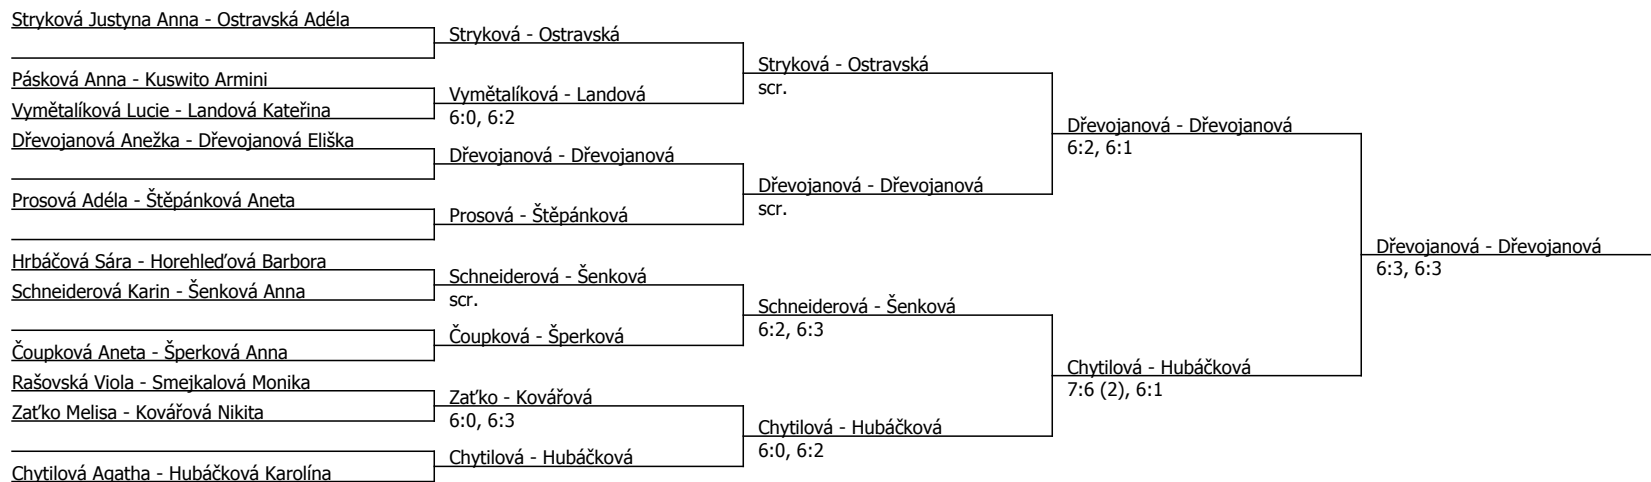 Stryková Justyna Anna - Ostravská Adéla
Pásková Anna - Kuswito Armini
Vymětalíková Lucie - Landová Kateřina
Dřevojanová Anežka - Dřevojanová Eliška
Prosová Adéla - Štěpánková Aneta
Hrbáčová Sára - Horehleďová Barbora
Schneiderová Karin - Šenková Anna
Čoupková Aneta - Šperková Anna
Rašovská Viola - Smejkalová Monika
Zaťko Melisa - Kovářová Nikita
Chytilová Agatha - Hubáčková Karolína
Stryková - Ostravská
Vymětalíková - Landová
6:0, 6:2
Dřevojanová - Dřevojanová
Prosová - Štěpánková
Schneiderová - Šenková
scr.
Čoupková - Šperková
Zaťko - Kovářová
6:0, 6:3
Chytilová - Hubáčková
Stryková - Ostravská
scr.
Dřevojanová - Dřevojanová
scr.
Schneiderová - Šenková
6:2, 6:3
Chytilová - Hubáčková
6:0, 6:2
Dřevojanová - Dřevojanová
6:2, 6:1
Chytilová - Hubáčková
7:6 (2), 6:1
Dřevojanová - Dřevojanová
6:3, 6:3